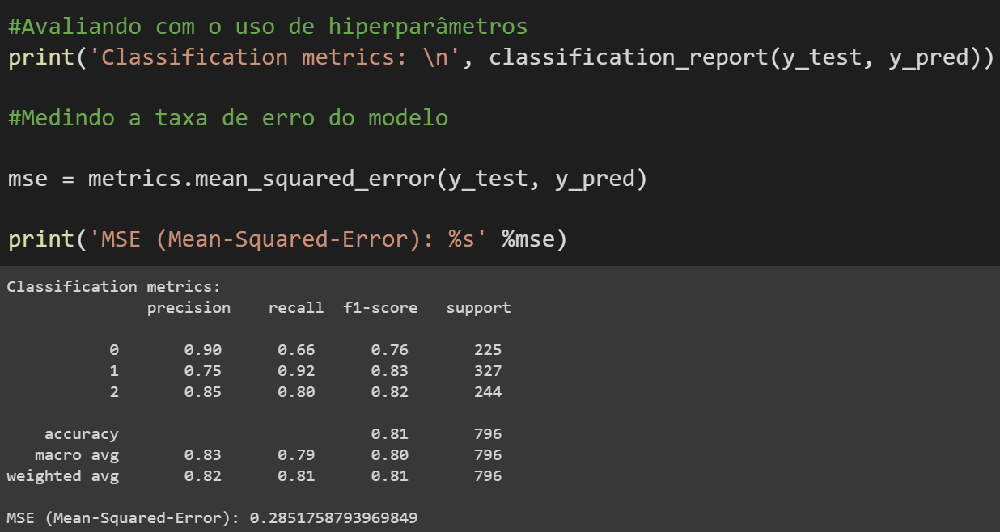 #Avaliando com o uso de hiperparâmetros
print('Classification metrics: \n', classification_report(y_test, y_pred))
#Medindo a taxa de erro do modelo
mse = metrics.mean_squared_error(y_test, y_pred)
print('MSE (Mean-Squared-Error): %s' %mse)
Classification metrics:
precision recall f1-score support
0 0.90 0.66 0.76 225
1 0.75 0.92 0.83 327
2 0.85 0.80 0.82 244
accuracy 0.81 796
macro avg 0.83 0.79 0.80 796
weighted avg 0.82 0.81 0.81 796
MSE (Mean-Squared-Error): 0.2851758793969849